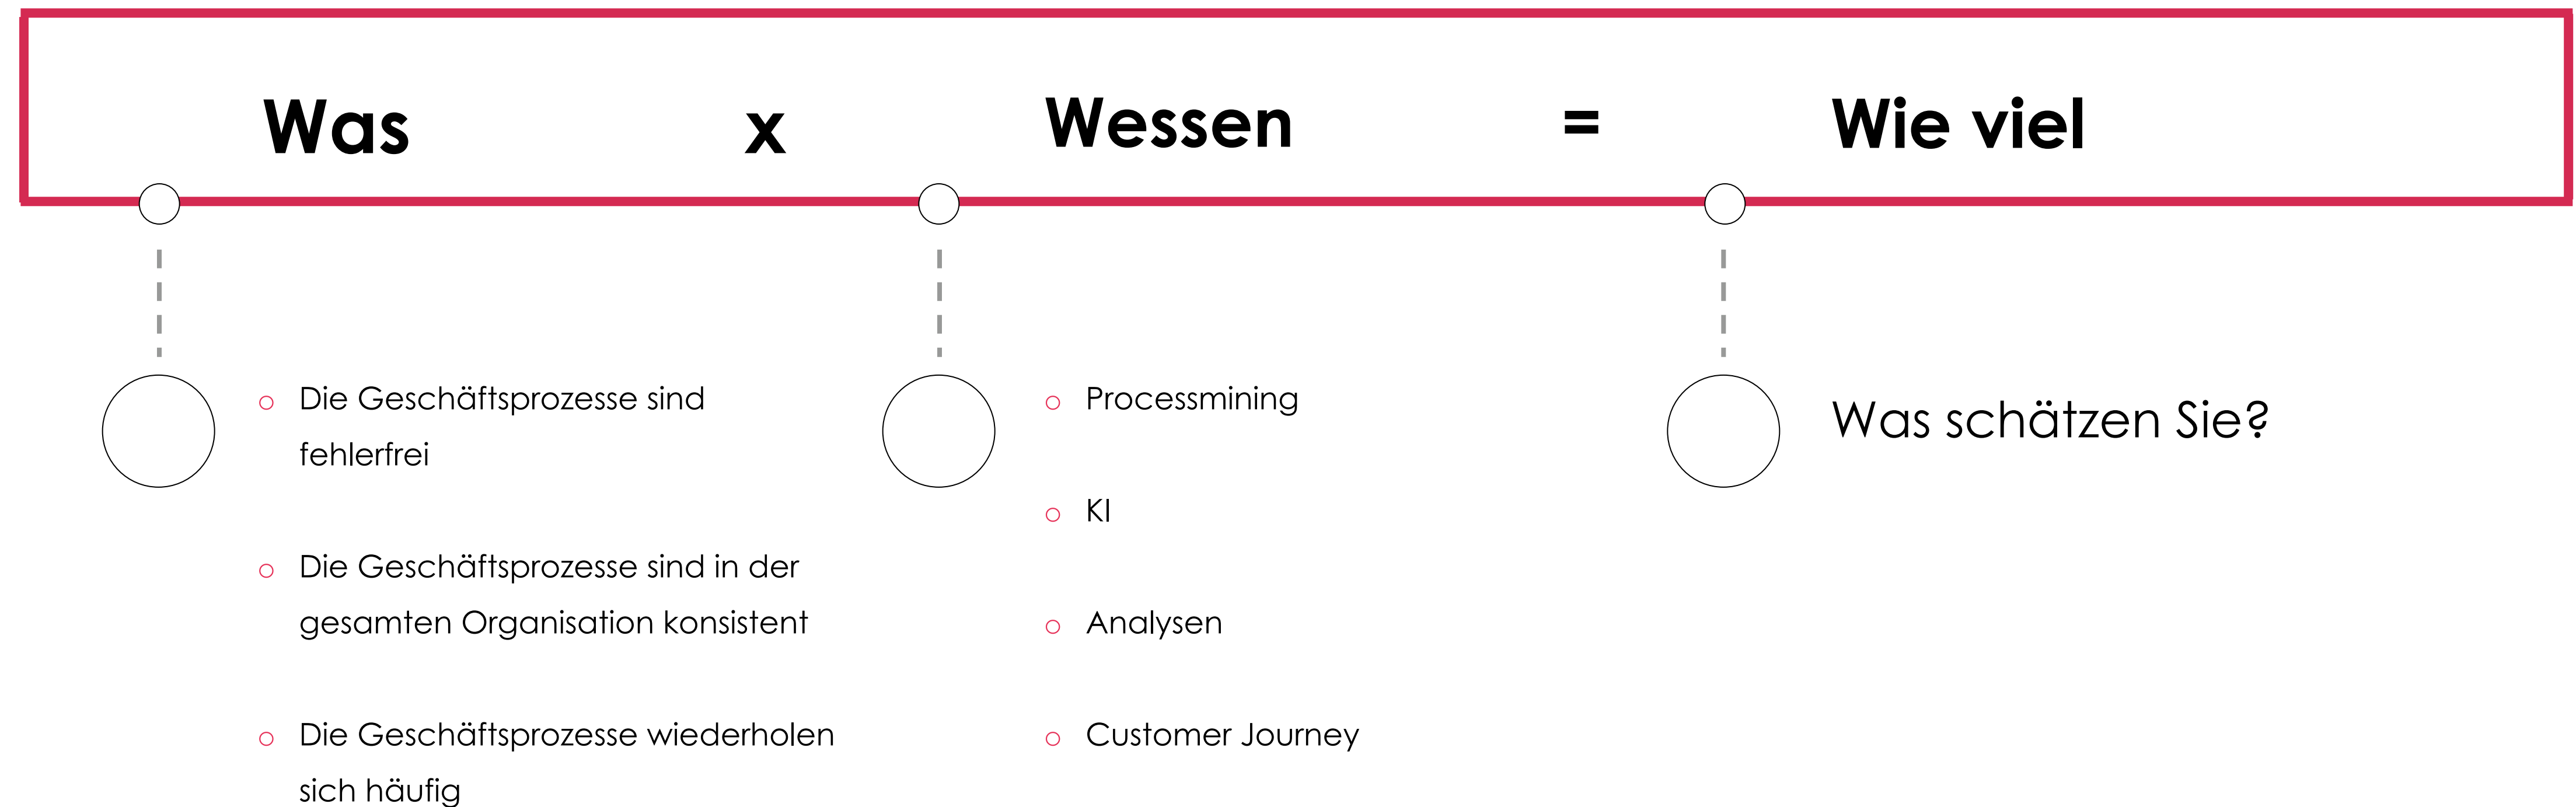 Was x Wessen = Wie viel
Die Geschäftsprozesse sind
fehlerfrei
Die Geschäftsprozesse sind in der
gesamten Organisation konsistent
Die Geschäftsprozesse wiederholen
sich häufig
Processmining
KI
Analysen
Customer Journey
Was schätzen Sie?